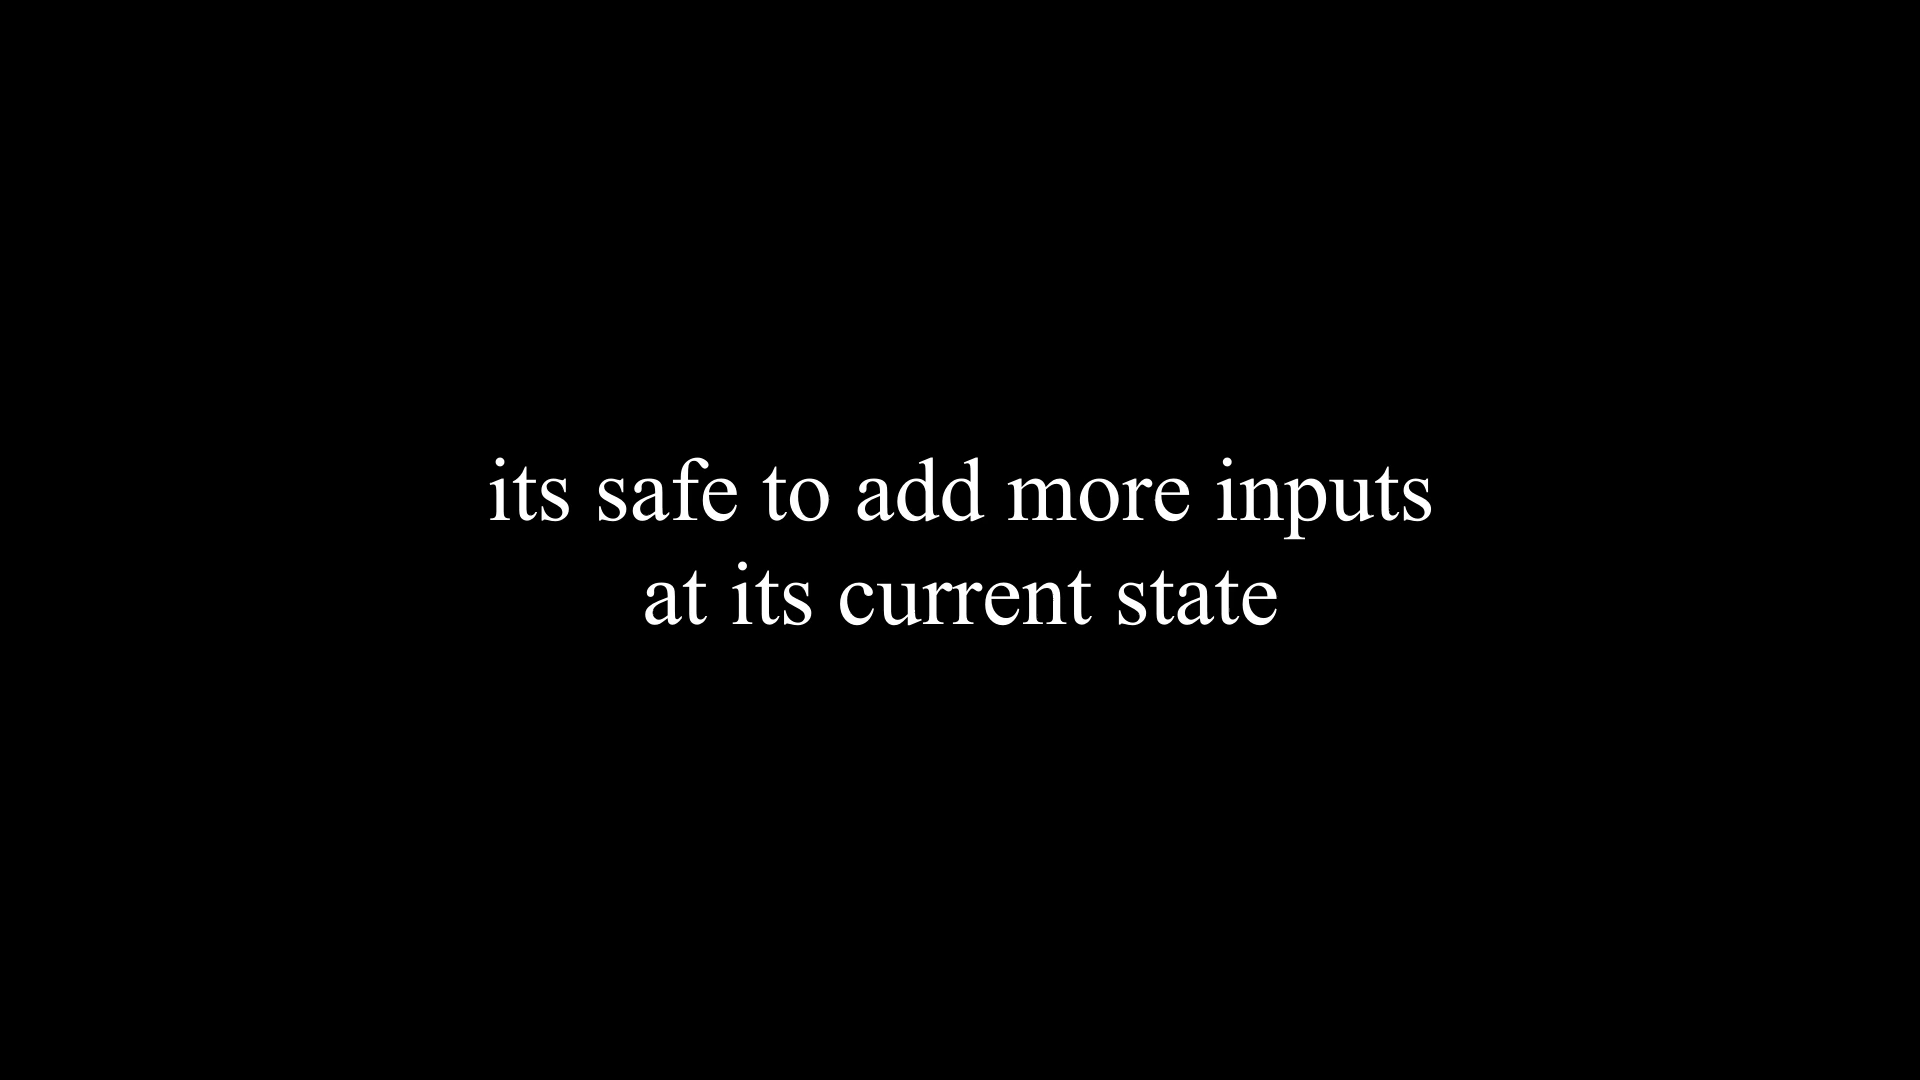 its safe to add more inputs
at its current state